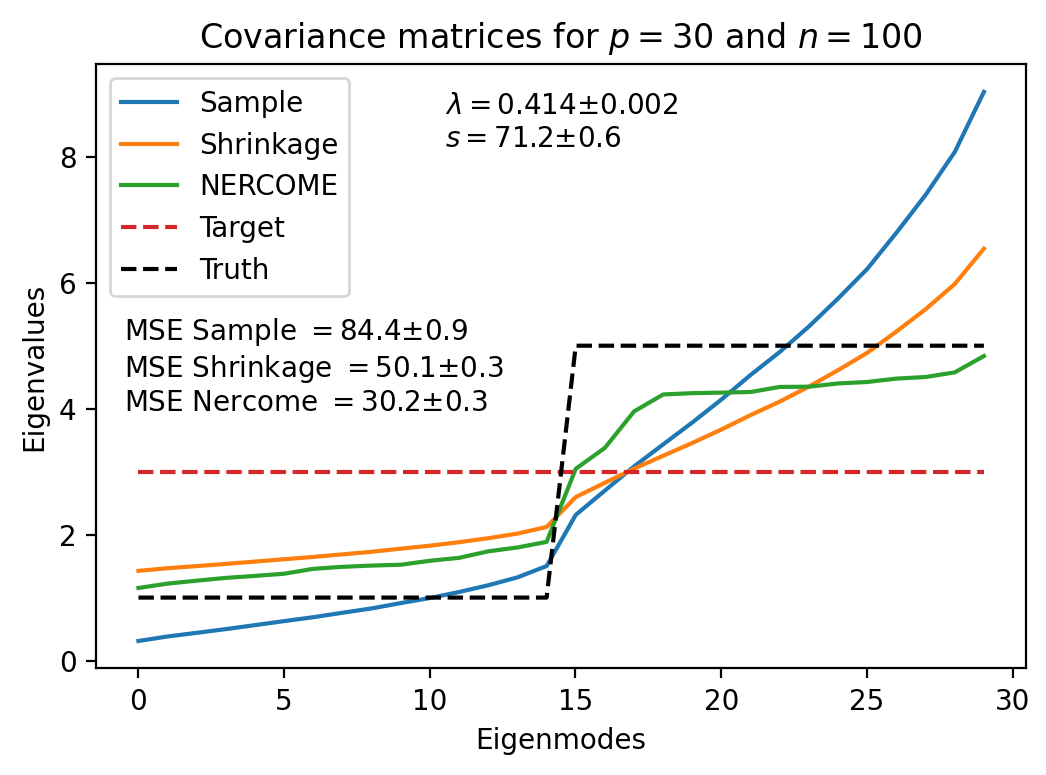 Covariance matrices for p = 30 and n = 100
Sample
Shrinkage
NERCOME
Target
Truth
λ = 0.414±0.002
s = 71.2±0.6
MSE Sample = 84.4±0.9
MSE Shrinkage = 50.1±0.3
MSE Nercome = 30.2±0.3
Eigenvalues
8
6
4
2
0
0 5 10 15 20 25 30
Eigenmodes